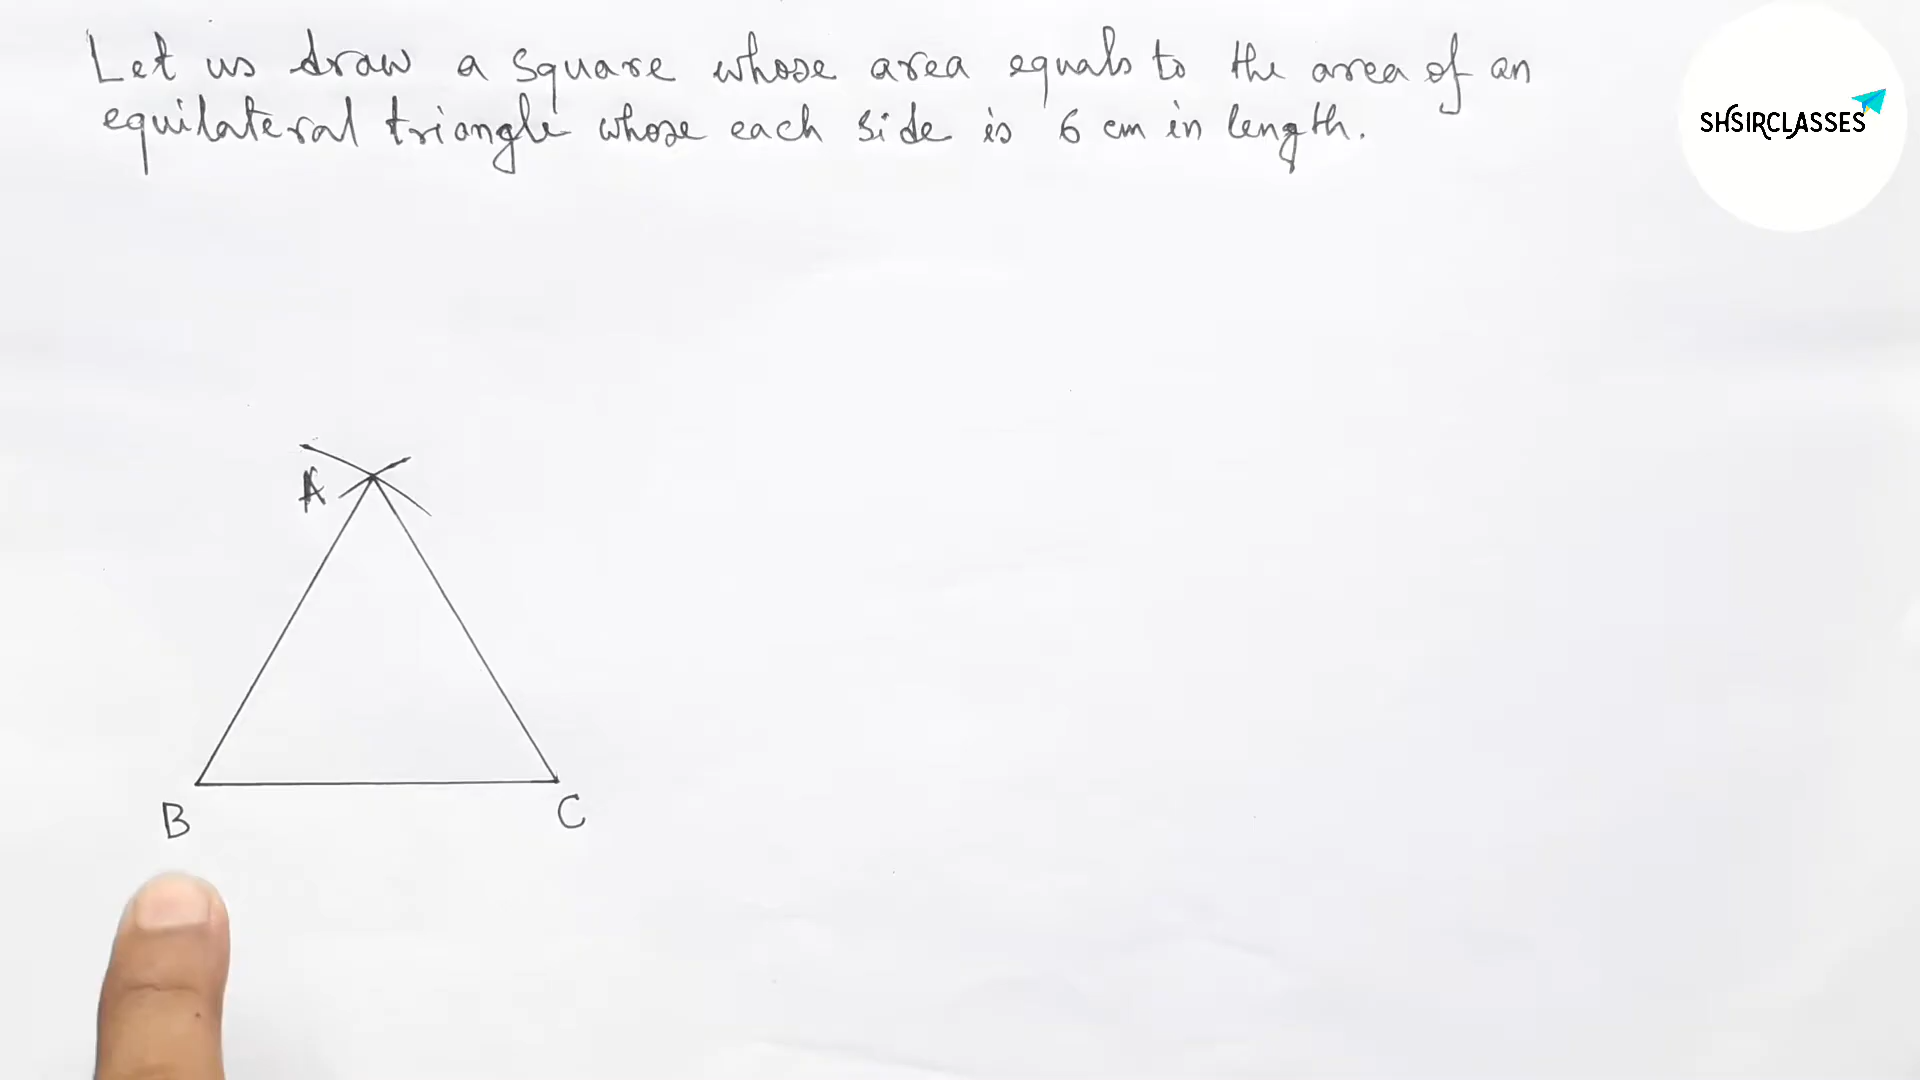 Let us draw a square whose area equals to the area of an
equilateral triangle whose each side is 6 cm in length.
SHSIRCLASSES
A
B
C